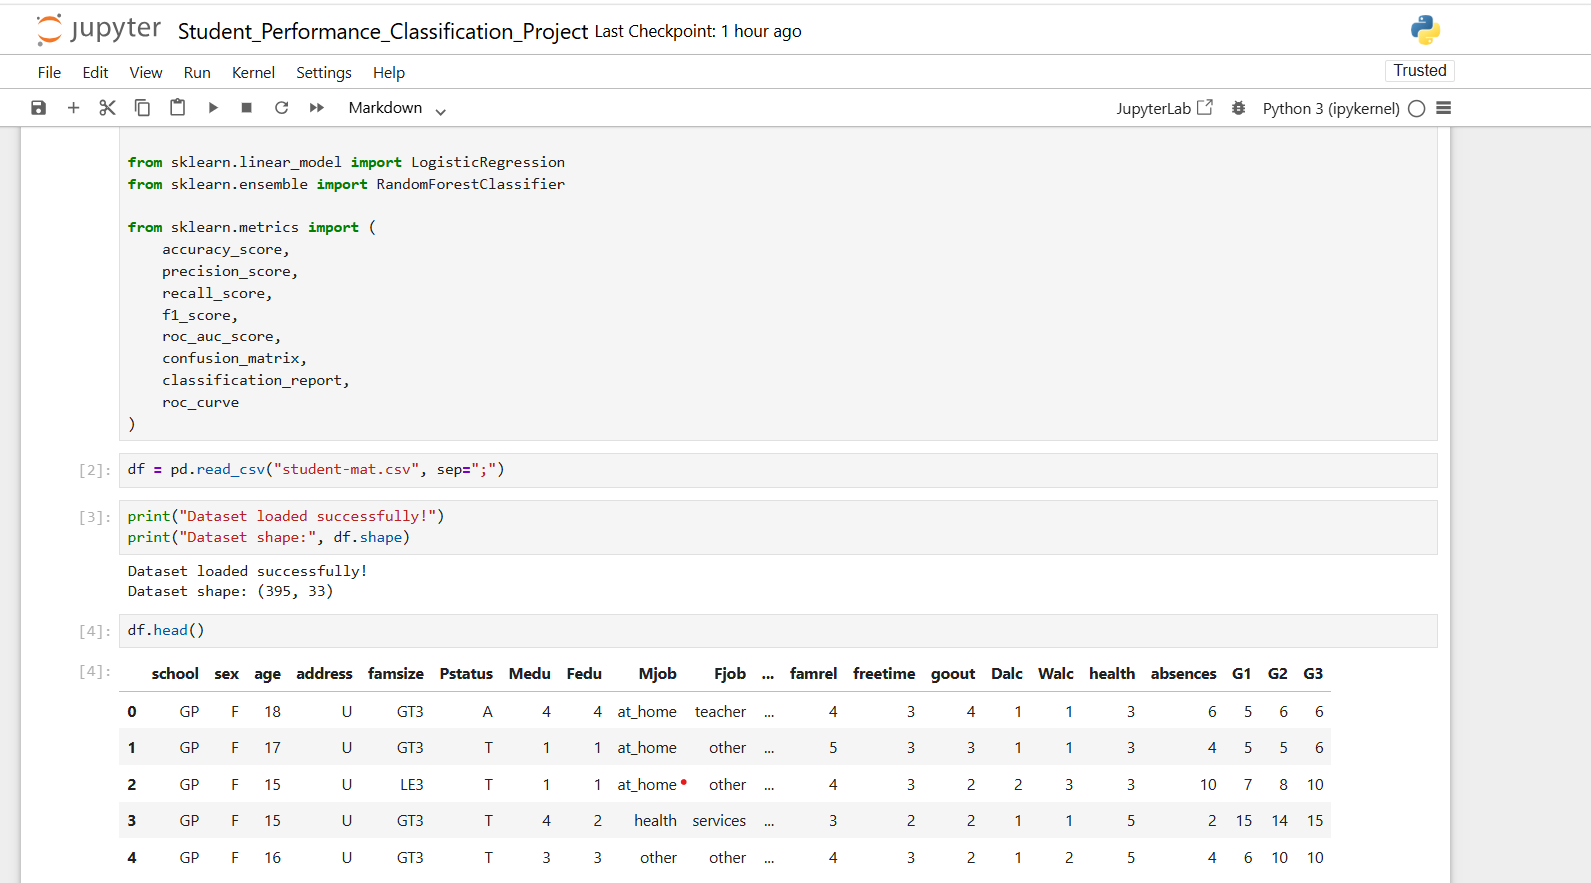 jupyter Student_Performance_Classification_Project Last Checkpoint: 1 hour ago
File Edit View Run Kernel Settings Help Trusted
Markdown JupyterLab Python 3 (ipykernel)
from sklearn.linear_model import LogisticRegression
from sklearn.ensemble import RandomForestClassifier
from sklearn.metrics import (
    accuracy_score,
    precision_score,
    recall_score,
    f1_score,
    roc_auc_score,
    confusion_matrix,
    classification_report,
    roc_curve
)
[2]: df = pd.read_csv("student-mat.csv", sep=";")
[3]: print("Dataset loaded successfully!")
print("Dataset shape:", df.shape)
Dataset loaded successfully!
Dataset shape: (395, 33)
[4]: df.head()
[4]: school sex age address famsize Pstatus Medu Fedu Mjob Fjob ... famrel freetime goout Dalc Walc health absences G1 G2 G3
0 GP F 18 U GT3 A 4 4 at_home teacher ... 4 3 4 1 1 3 6 5 6 6
1 GP F 17 U GT3 T 1 1 at_home other ... 5 3 3 1 1 3 4 5 5 6
2 GP F 15 U LE3 T 1 1 at_home other ... 4 3 2 2 3 3 10 7 8 10
3 GP F 15 U GT3 T 4 2 health services ... 3 2 2 1 1 5 2 15 14 15
4 GP F 16 U GT3 T 3 3 other other ... 4 3 2 1 2 5 4 6 10 10